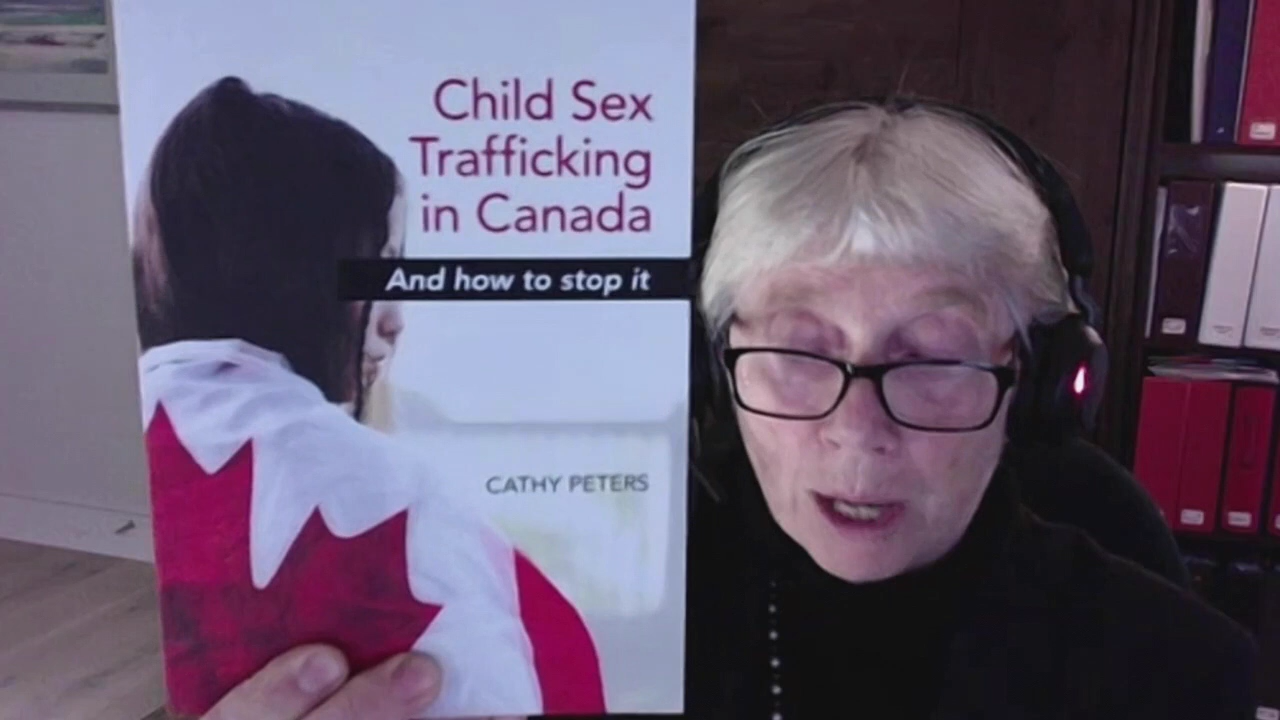 Child Sex
Trafficking
in Canada
And how to stop it
CATHY PETERS